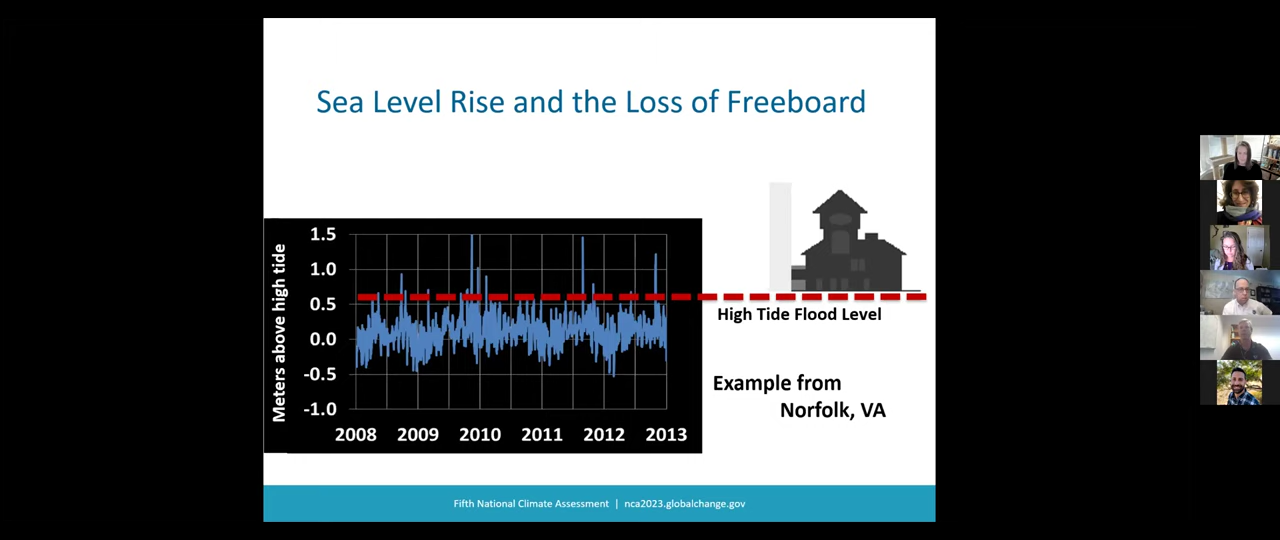 Sea Level Rise and the Loss of Freeboard
Meters above high tide
1.5
1.0
0.5
0.0
-0.5
-1.0
2008 2009 2010 2011 2012 2013
High Tide Flood Level
Example from
Norfolk, VA
Fifth National Climate Assessment | nca2023.globalchange.gov